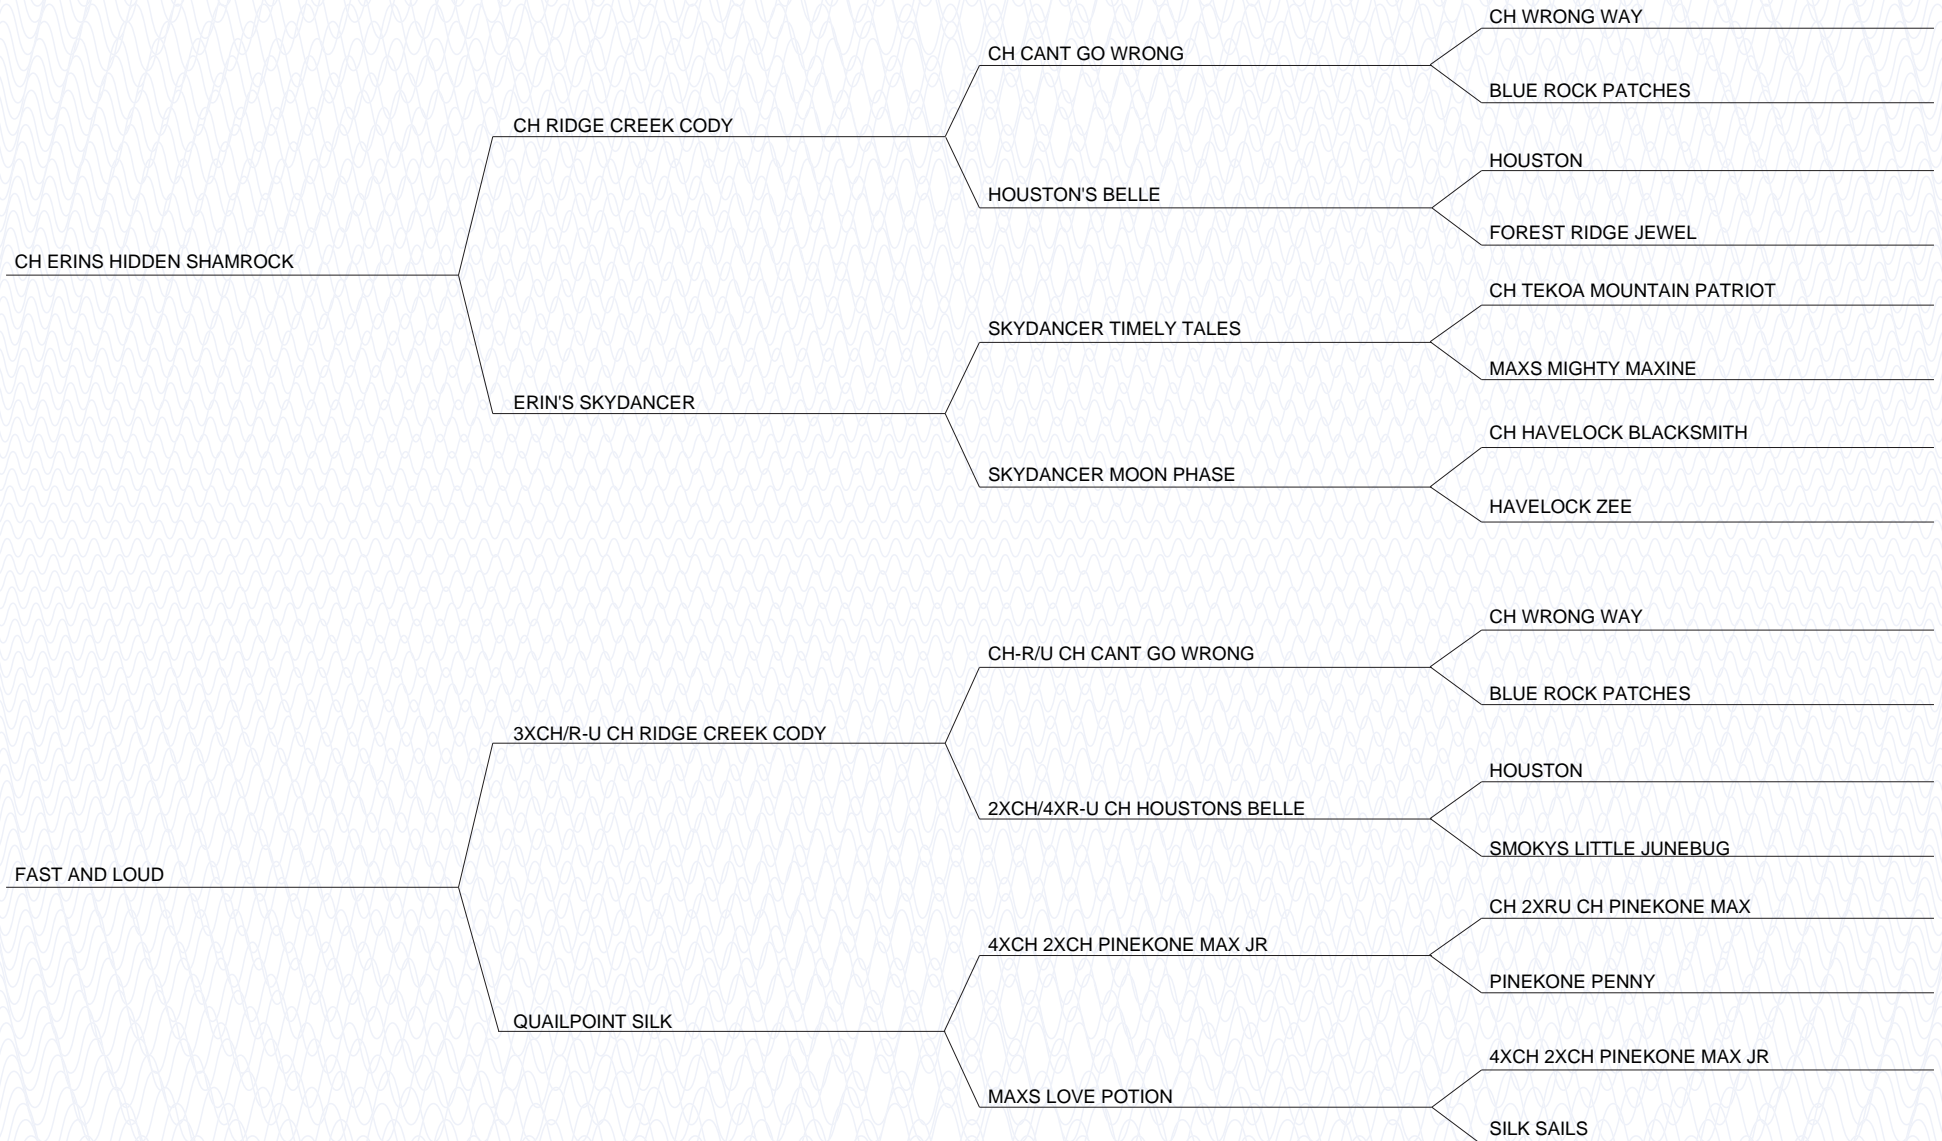 CH ERINS HIDDEN SHAMROCK
CH RIDGE CREEK CODY
CH CANT GO WRONG
CH WRONG WAY
BLUE ROCK PATCHES
HOUSTON'S BELLE
HOUSTON
FOREST RIDGE JEWEL
ERIN'S SKYDANCER
SKYDANCER TIMELY TALES
CH TEKOA MOUNTAIN PATRIOT
MAXS MIGHTY MAXINE
SKYDANCER MOON PHASE
CH HAVELOCK BLACKSMITH
HAVELOCK ZEE
FAST AND LOUD
3XCH/R-U CH RIDGE CREEK CODY
CH-R/U CH CANT GO WRONG
CH WRONG WAY
BLUE ROCK PATCHES
2XCH/4XR-U CH HOUSTONS BELLE
HOUSTON
SMOKYS LITTLE JUNEBUG
QUAILPOINT SILK
4XCH 2XCH PINEKONE MAX JR
CH 2XRU CH PINEKONE MAX
PINEKONE PENNY
MAXS LOVE POTION
4XCH 2XCH PINEKONE MAX JR
SILK SAILS